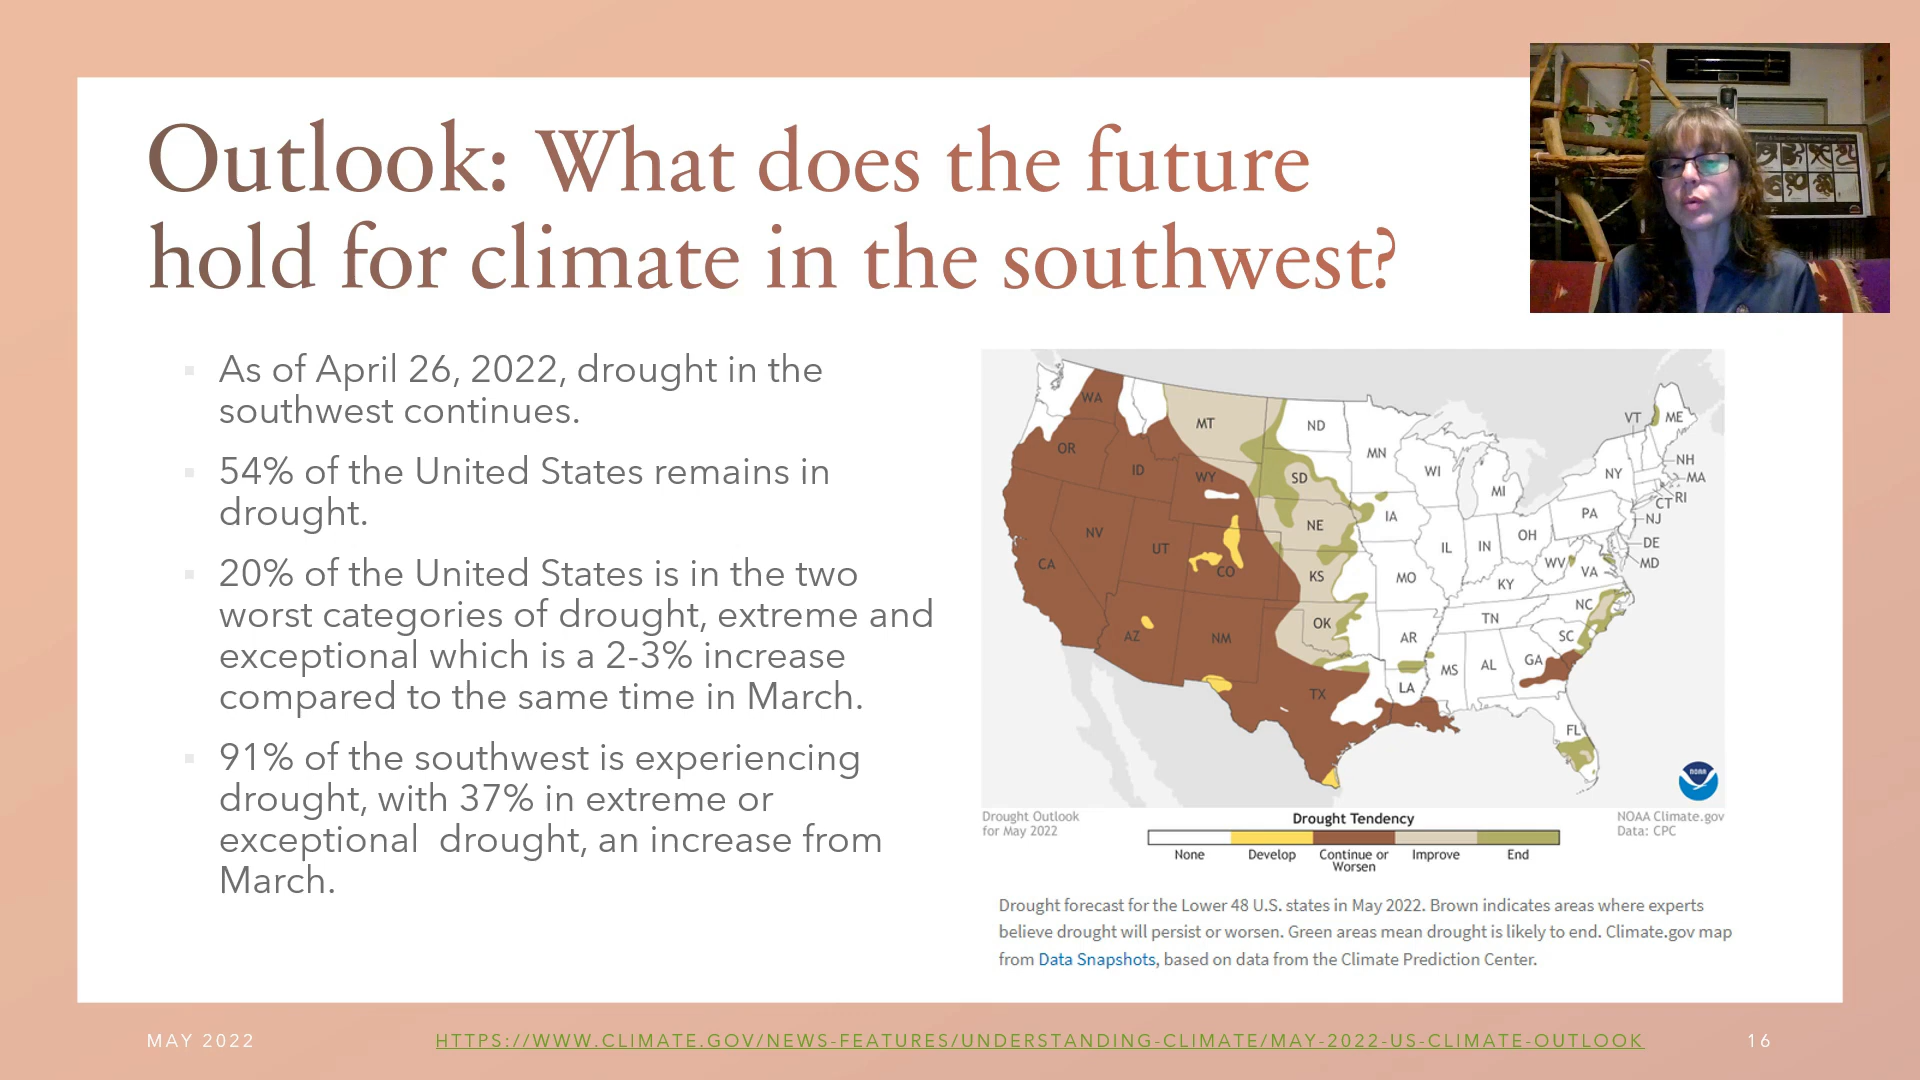 Outlook: What does the future
hold for climate in the southwest?
As of April 26, 2022, drought in the
southwest continues.
54% of the United States remains in
drought.
20% of the United States is in the two
worst categories of drought, extreme and
exceptional which is a 2-3% increase
compared to the same time in March.
91% of the southwest is experiencing
drought, with 37% in extreme or
exceptional  drought, an increase from
March.
WA
MT
ND
MN
VT
ME
OR
ID
WY
SD
WI
MI
NY
NH
MA
CT
RI
NV
UT
CO
NE
IA
IL
IN
OH
PA
NJ
DE
MD
CA
KS
MO
KY
WV
VA
AZ
NM
OK
AR
TN
NC
SC
TX
LA
MS
AL
GA
FL
NOAA
Drought Outlook
for May 2022
Drought Tendency
None
Develop
Continue or
Worsen
Improve
End
NOAA Climate.gov
Data: CPC
Drought forecast for the Lower 48 U.S. states in May 2022. Brown indicates areas where experts
believe drought will persist or worsen. Green areas mean drought is likely to end. Climate.gov map
from Data Snapshots, based on data from the Climate Prediction Center.
MAY 2022
HTTPS://WWW.CLIMATE.GOV/NEWS-FEATURES/UNDERSTANDING-CLIMATE/MAY-2022-US-CLIMATE-OUTLOOK
16